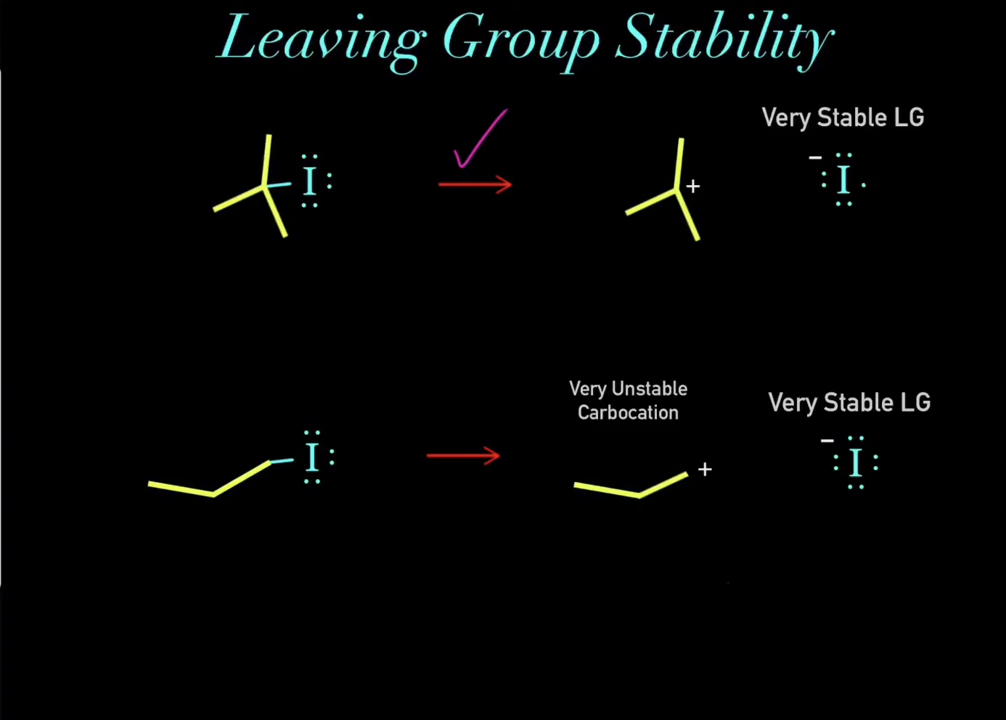 Leaving Group Stability
Very Stable LG
I
+
− I
Very Unstable
Carbocation
Very Stable LG
I
+
− I